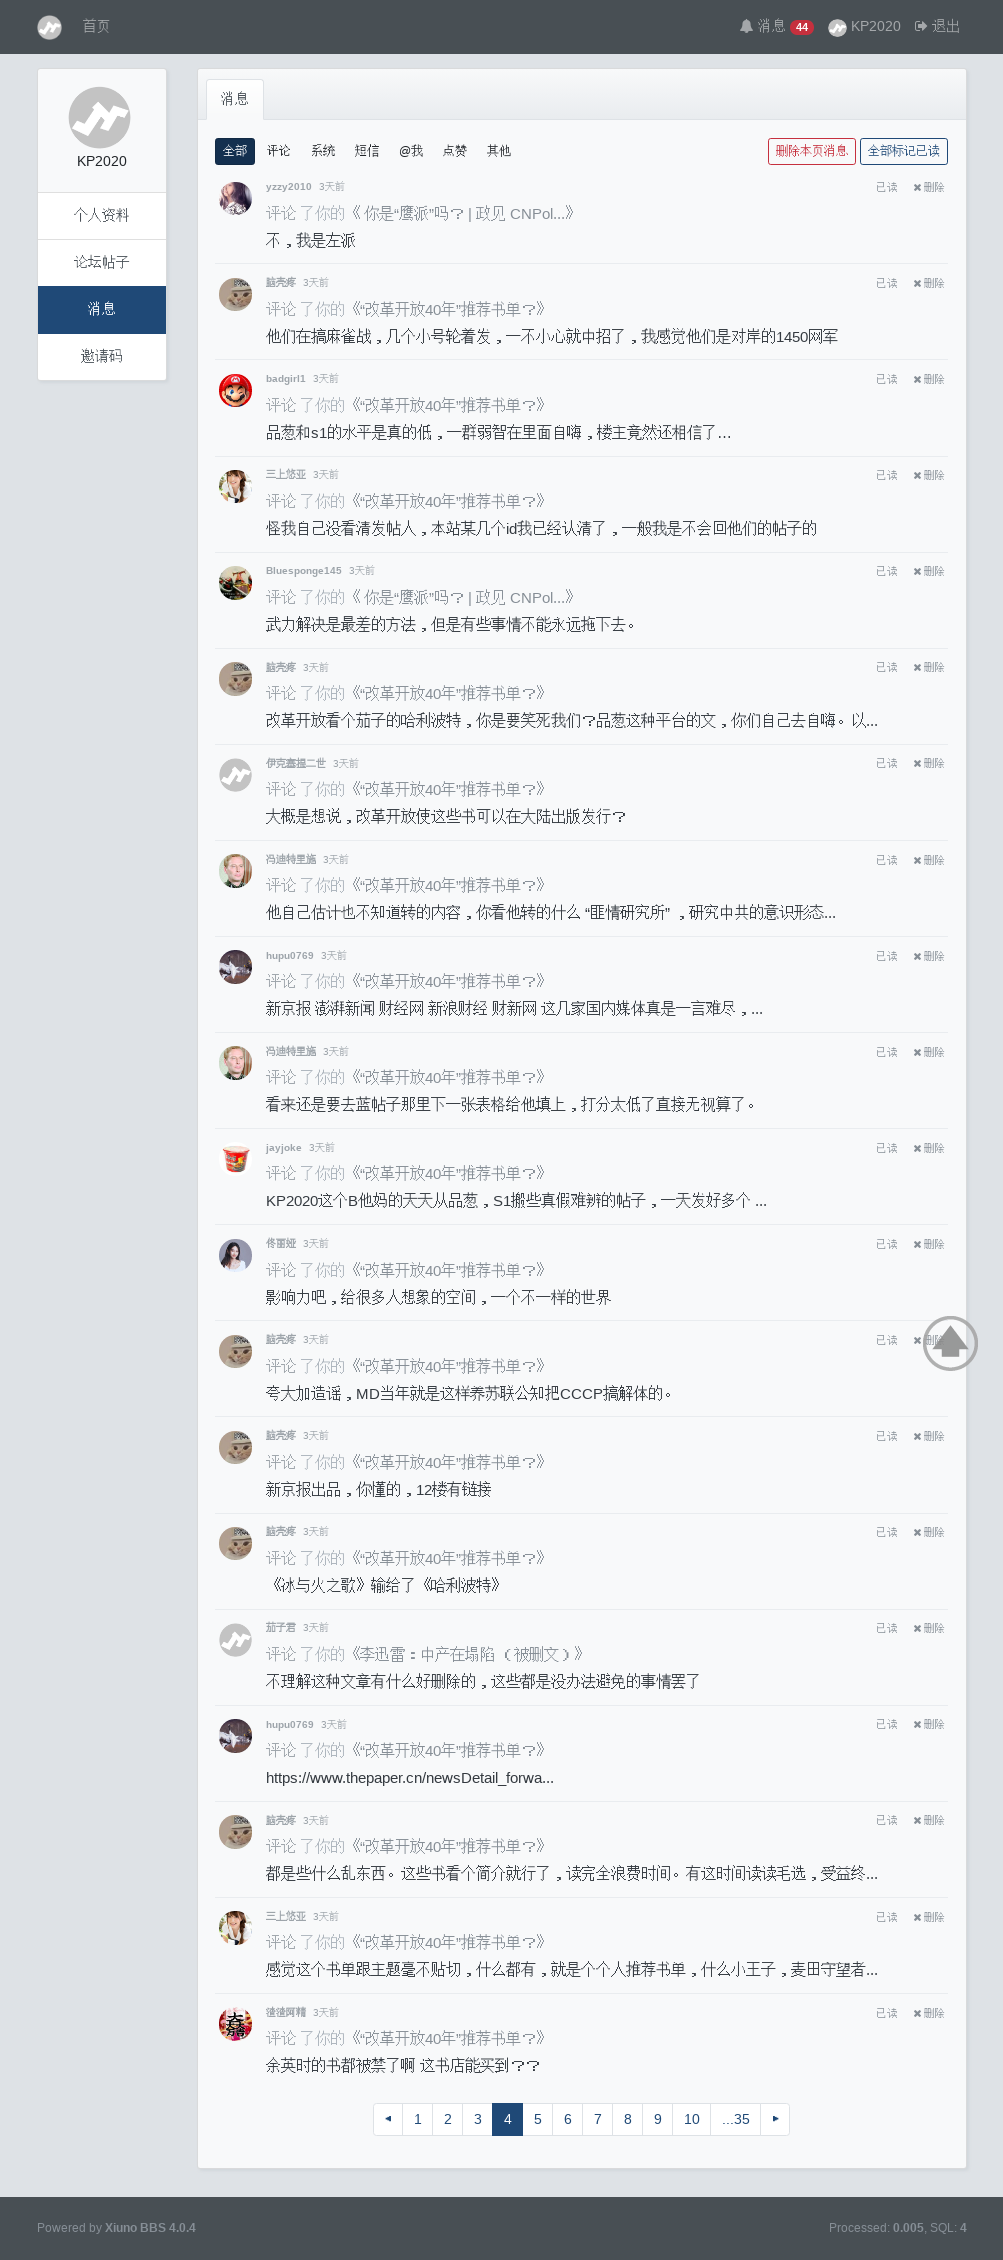 首页
消息 44 KP2020 退出
KP2020
个人资料
论坛帖子
消息
邀请码
消息
全部 评论 系统 短信 @我 点赞 其他 删除本页消息 全部标记已读
yzzy2010 3天前 已读 删除
评论了你的《 你是“鹰派”吗？ | 政见 CNPol...》
不，我是左派
脑壳疼 3天前 已读 删除
评论了你的《“改革开放40年”推荐书单？》
他们在搞麻雀战，几个小号轮着发，一不小心就中招了，我感觉他们是对岸的1450网军
badgirl1 3天前 已读 删除
评论了你的《“改革开放40年”推荐书单？》
品葱和s1的水平是真的低，一群弱智在里面自嗨，楼主竟然还相信了…
三上悠亚 3天前 已读 删除
评论了你的《“改革开放40年”推荐书单？》
怪我自己没看清发帖人，本站某几个id我已经认清了，一般我是不会回他们的帖子的
Bluesponge145 3天前 已读 删除
评论了你的《 你是“鹰派”吗？ | 政见 CNPol...》
武力解决是最差的方法，但是有些事情不能永远拖下去。
脑壳疼 3天前 已读 删除
评论了你的《“改革开放40年”推荐书单？》
改革开放看个茄子的哈利波特，你是要笑死我们？品葱这种平台的文，你们自己去自嗨。以...
伊克塞提二世 3天前 已读 删除
评论了你的《“改革开放40年”推荐书单？》
大概是想说，改革开放使这些书可以在大陆出版发行？
冯迪特里施 3天前 已读 删除
评论了你的《“改革开放40年”推荐书单？》
他自己估计也不知道转的内容，你看他转的什么 “匪情研究所” ，研究中共的意识形态...
hupu0769 3天前 已读 删除
评论了你的《“改革开放40年”推荐书单？》
新京报 澎湃新闻 财经网 新浪财经 财新网 这几家国内媒体真是一言难尽，...
冯迪特里施 3天前 已读 删除
评论了你的《“改革开放40年”推荐书单？》
看来还是要去蓝帖子那里下一张表格给他填上，打分太低了直接无视算了。
jayjoke 3天前 已读 删除
评论了你的《“改革开放40年”推荐书单？》
KP2020这个B他妈的天天从品葱，S1搬些真假难辨的帖子，一天发好多个 ...
佟丽娅 3天前 已读 删除
评论了你的《“改革开放40年”推荐书单？》
影响力吧，给很多人想象的空间，一个不一样的世界
脑壳疼 3天前 已读 删除
评论了你的《“改革开放40年”推荐书单？》
夸大加造谣，MD当年就是这样养苏联公知把CCCP搞解体的。
脑壳疼 3天前 已读 删除
评论了你的《“改革开放40年”推荐书单？》
新京报出品，你懂的，12楼有链接
脑壳疼 3天前 已读 删除
评论了你的《“改革开放40年”推荐书单？》
《冰与火之歌》输给了《哈利波特》
茄子君 3天前 已读 删除
评论了你的《李迅雷：中产在塌陷 （被删文）》
不理解这种文章有什么好删除的，这些都是没办法避免的事情罢了
hupu0769 3天前 已读 删除
评论了你的《“改革开放40年”推荐书单？》
https://www.thepaper.cn/newsDetail_forwa...
脑壳疼 3天前 已读 删除
评论了你的《“改革开放40年”推荐书单？》
都是些什么乱东西。这些书看个简介就行了，读完全浪费时间。有这时间读读毛选，受益终...
三上悠亚 3天前 已读 删除
评论了你的《“改革开放40年”推荐书单？》
感觉这个书单跟主题毫不贴切，什么都有，就是个个人推荐书单，什么小王子，麦田守望者...
渣渣阿精 3天前 已读 删除
评论了你的《“改革开放40年”推荐书单？》
余英时的书都被禁了啊 这书店能买到？？
◂ 1 2 3 4 5 6 7 8 9 10 ...35 ▸
Powered by Xiuno BBS 4.0.4 Processed: 0.005, SQL: 4